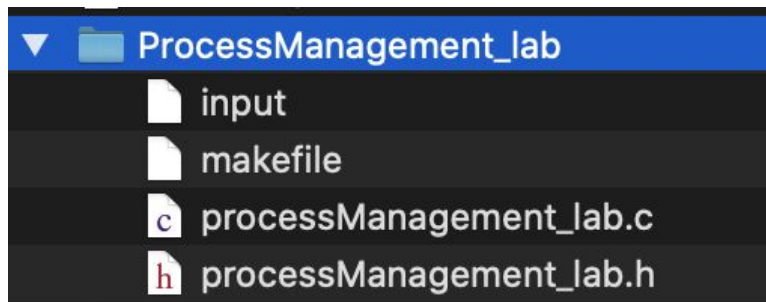 ProcessManagement_lab
input
makefile
c processManagement_lab.c
h processManagement_lab.h